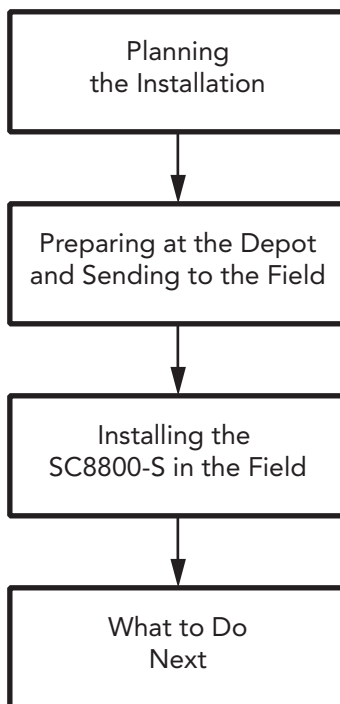 Planning
the Installation
Preparing at the Depot
and Sending to the Field
Installing the
SC8800-S in the Field
What to Do
Next